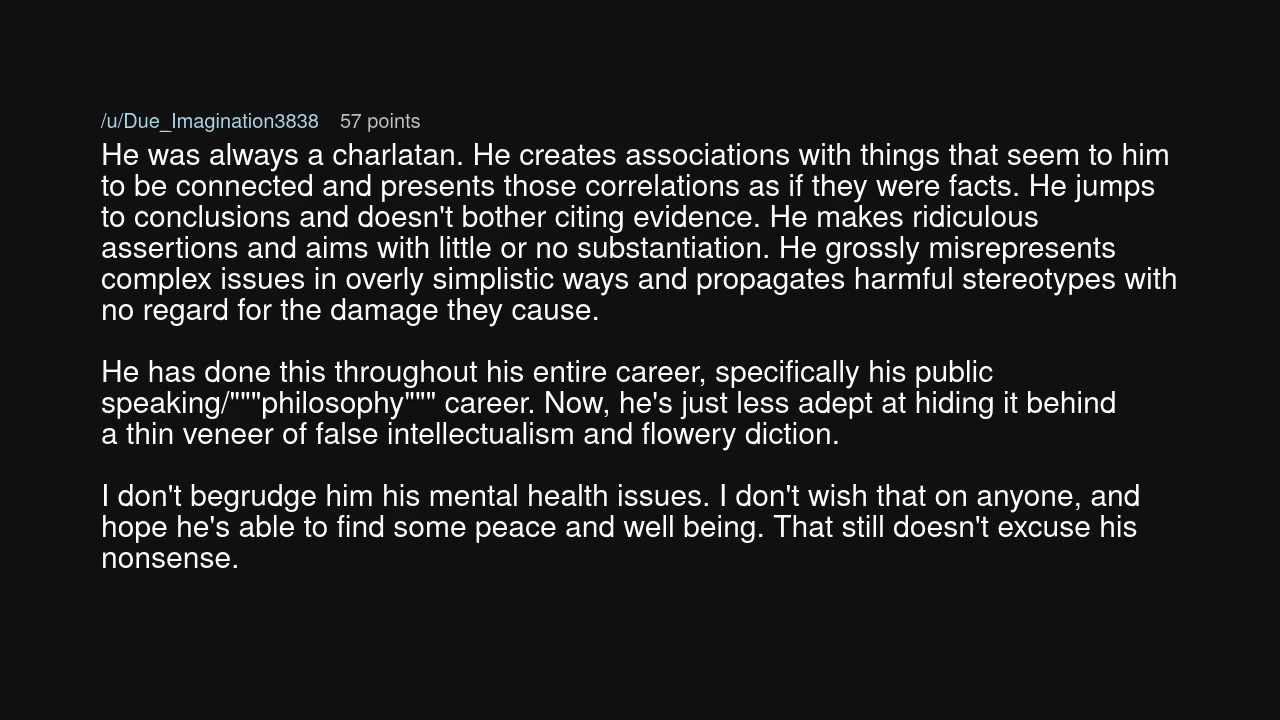 /u/Due_Imagination3838 57 points
He was always a charlatan. He creates associations with things that seem to him
to be connected and presents those correlations as if they were facts. He jumps
to conclusions and doesn't bother citing evidence. He makes ridiculous
assertions and aims with little or no substantiation. He grossly misrepresents
complex issues in overly simplistic ways and propagates harmful stereotypes with
no regard for the damage they cause.
He has done this throughout his entire career, specifically his public
speaking/"""philosophy""" career. Now, he's just less adept at hiding it behind
a thin veneer of false intellectualism and flowery diction.
I don't begrudge him his mental health issues. I don't wish that on anyone, and
hope he's able to find some peace and well being. That still doesn't excuse his
nonsense.